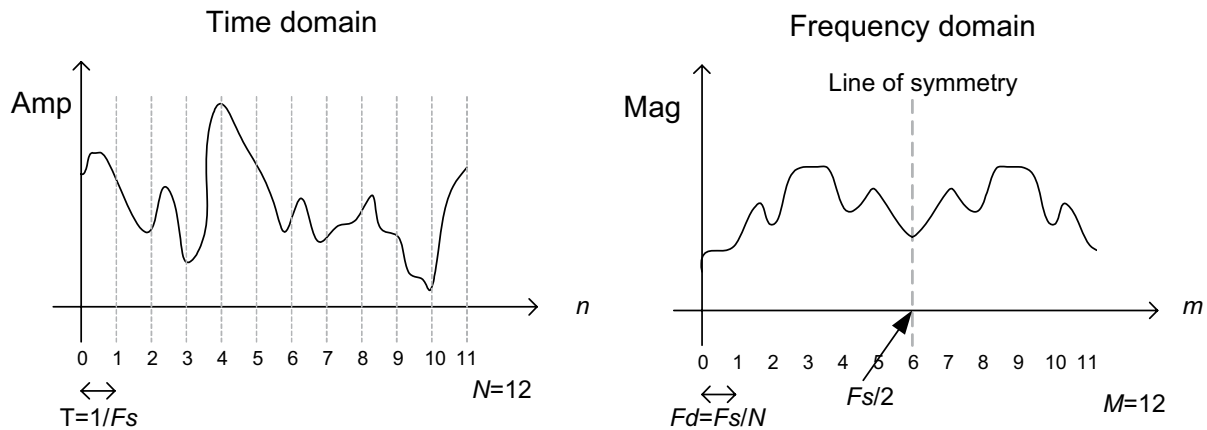 Time domain
Amp
n
0 1 2 3 4 5 6 7 8 9 10 11
T=1/Fs
N=12
Frequency domain
Line of symmetry
Mag
m
0 1 2 3 4 5 6 7 8 9 10 11
Fd=Fs/N
Fs/2
M=12